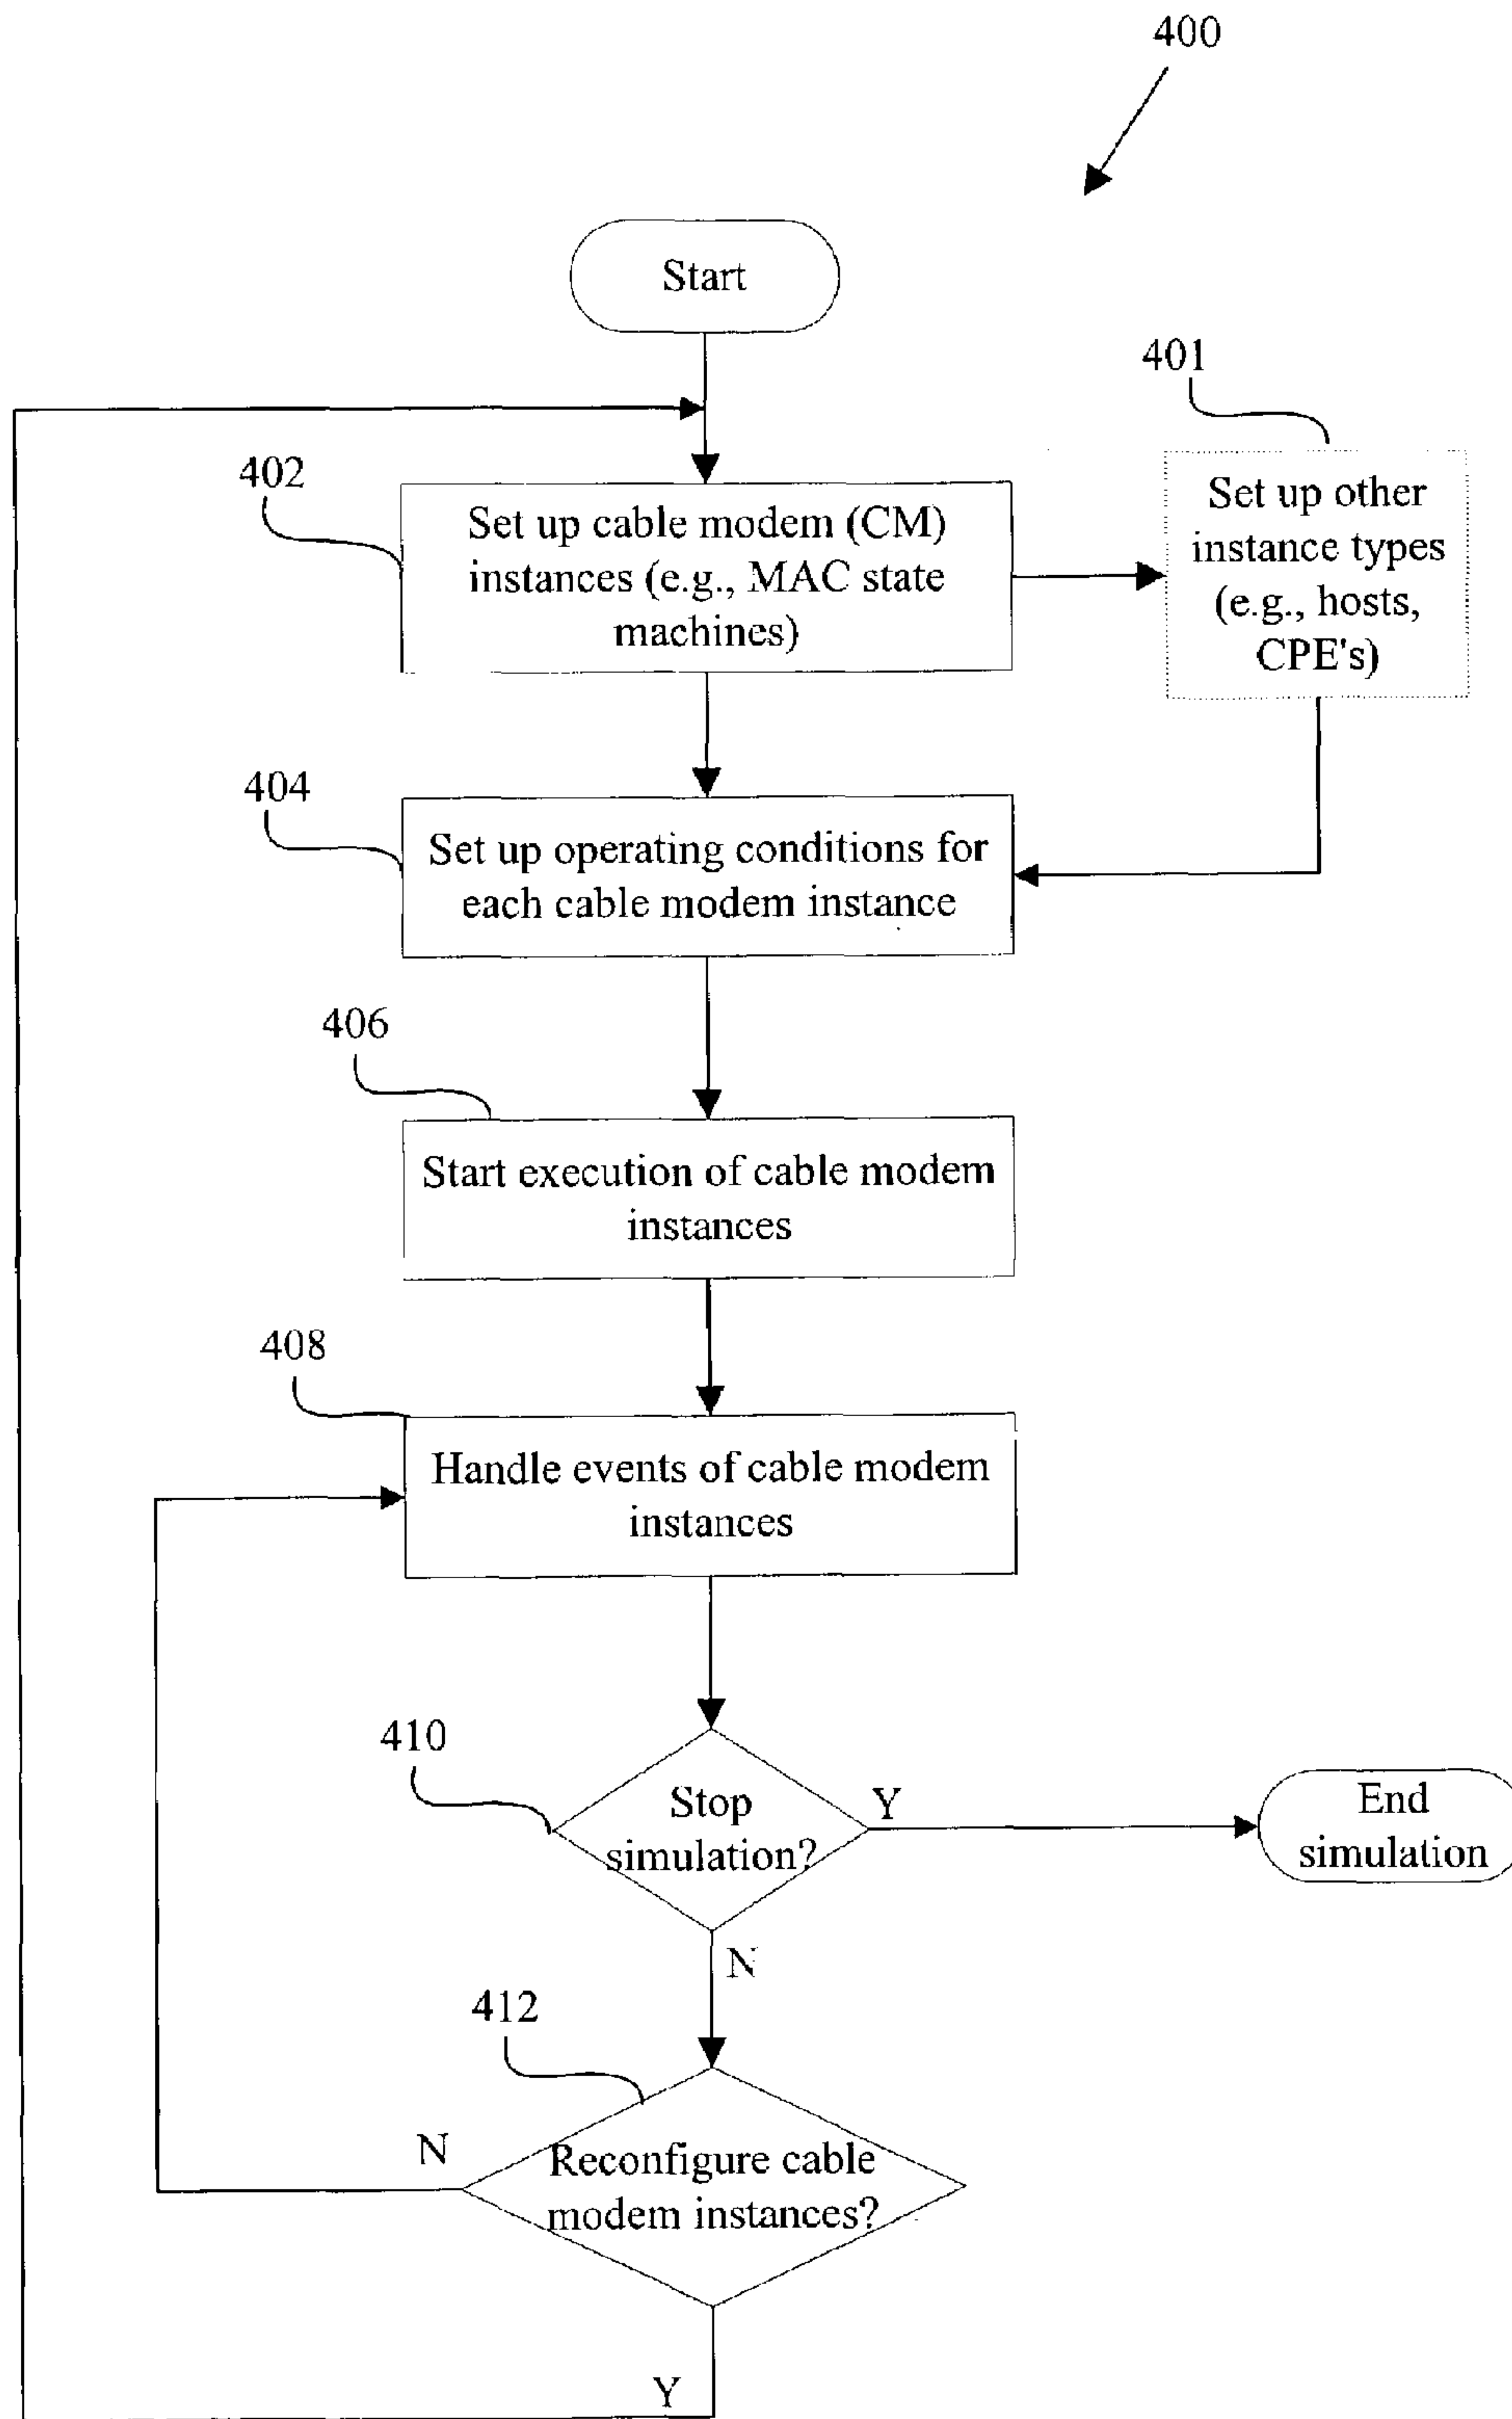 400
Start
401
402
Set up cable modem (CM)
instances (e.g., MAC state
machines)
Set up other
instance types
(e.g., hosts,
CPE's)
404
Set up operating conditions for
each cable modem instance
406
Start execution of cable modem
instances
408
Handle events of cable modem
instances
410
Stop
simulation?
Y
End
simulation
N
412
N
Reconfigure cable
modem instances?
Y